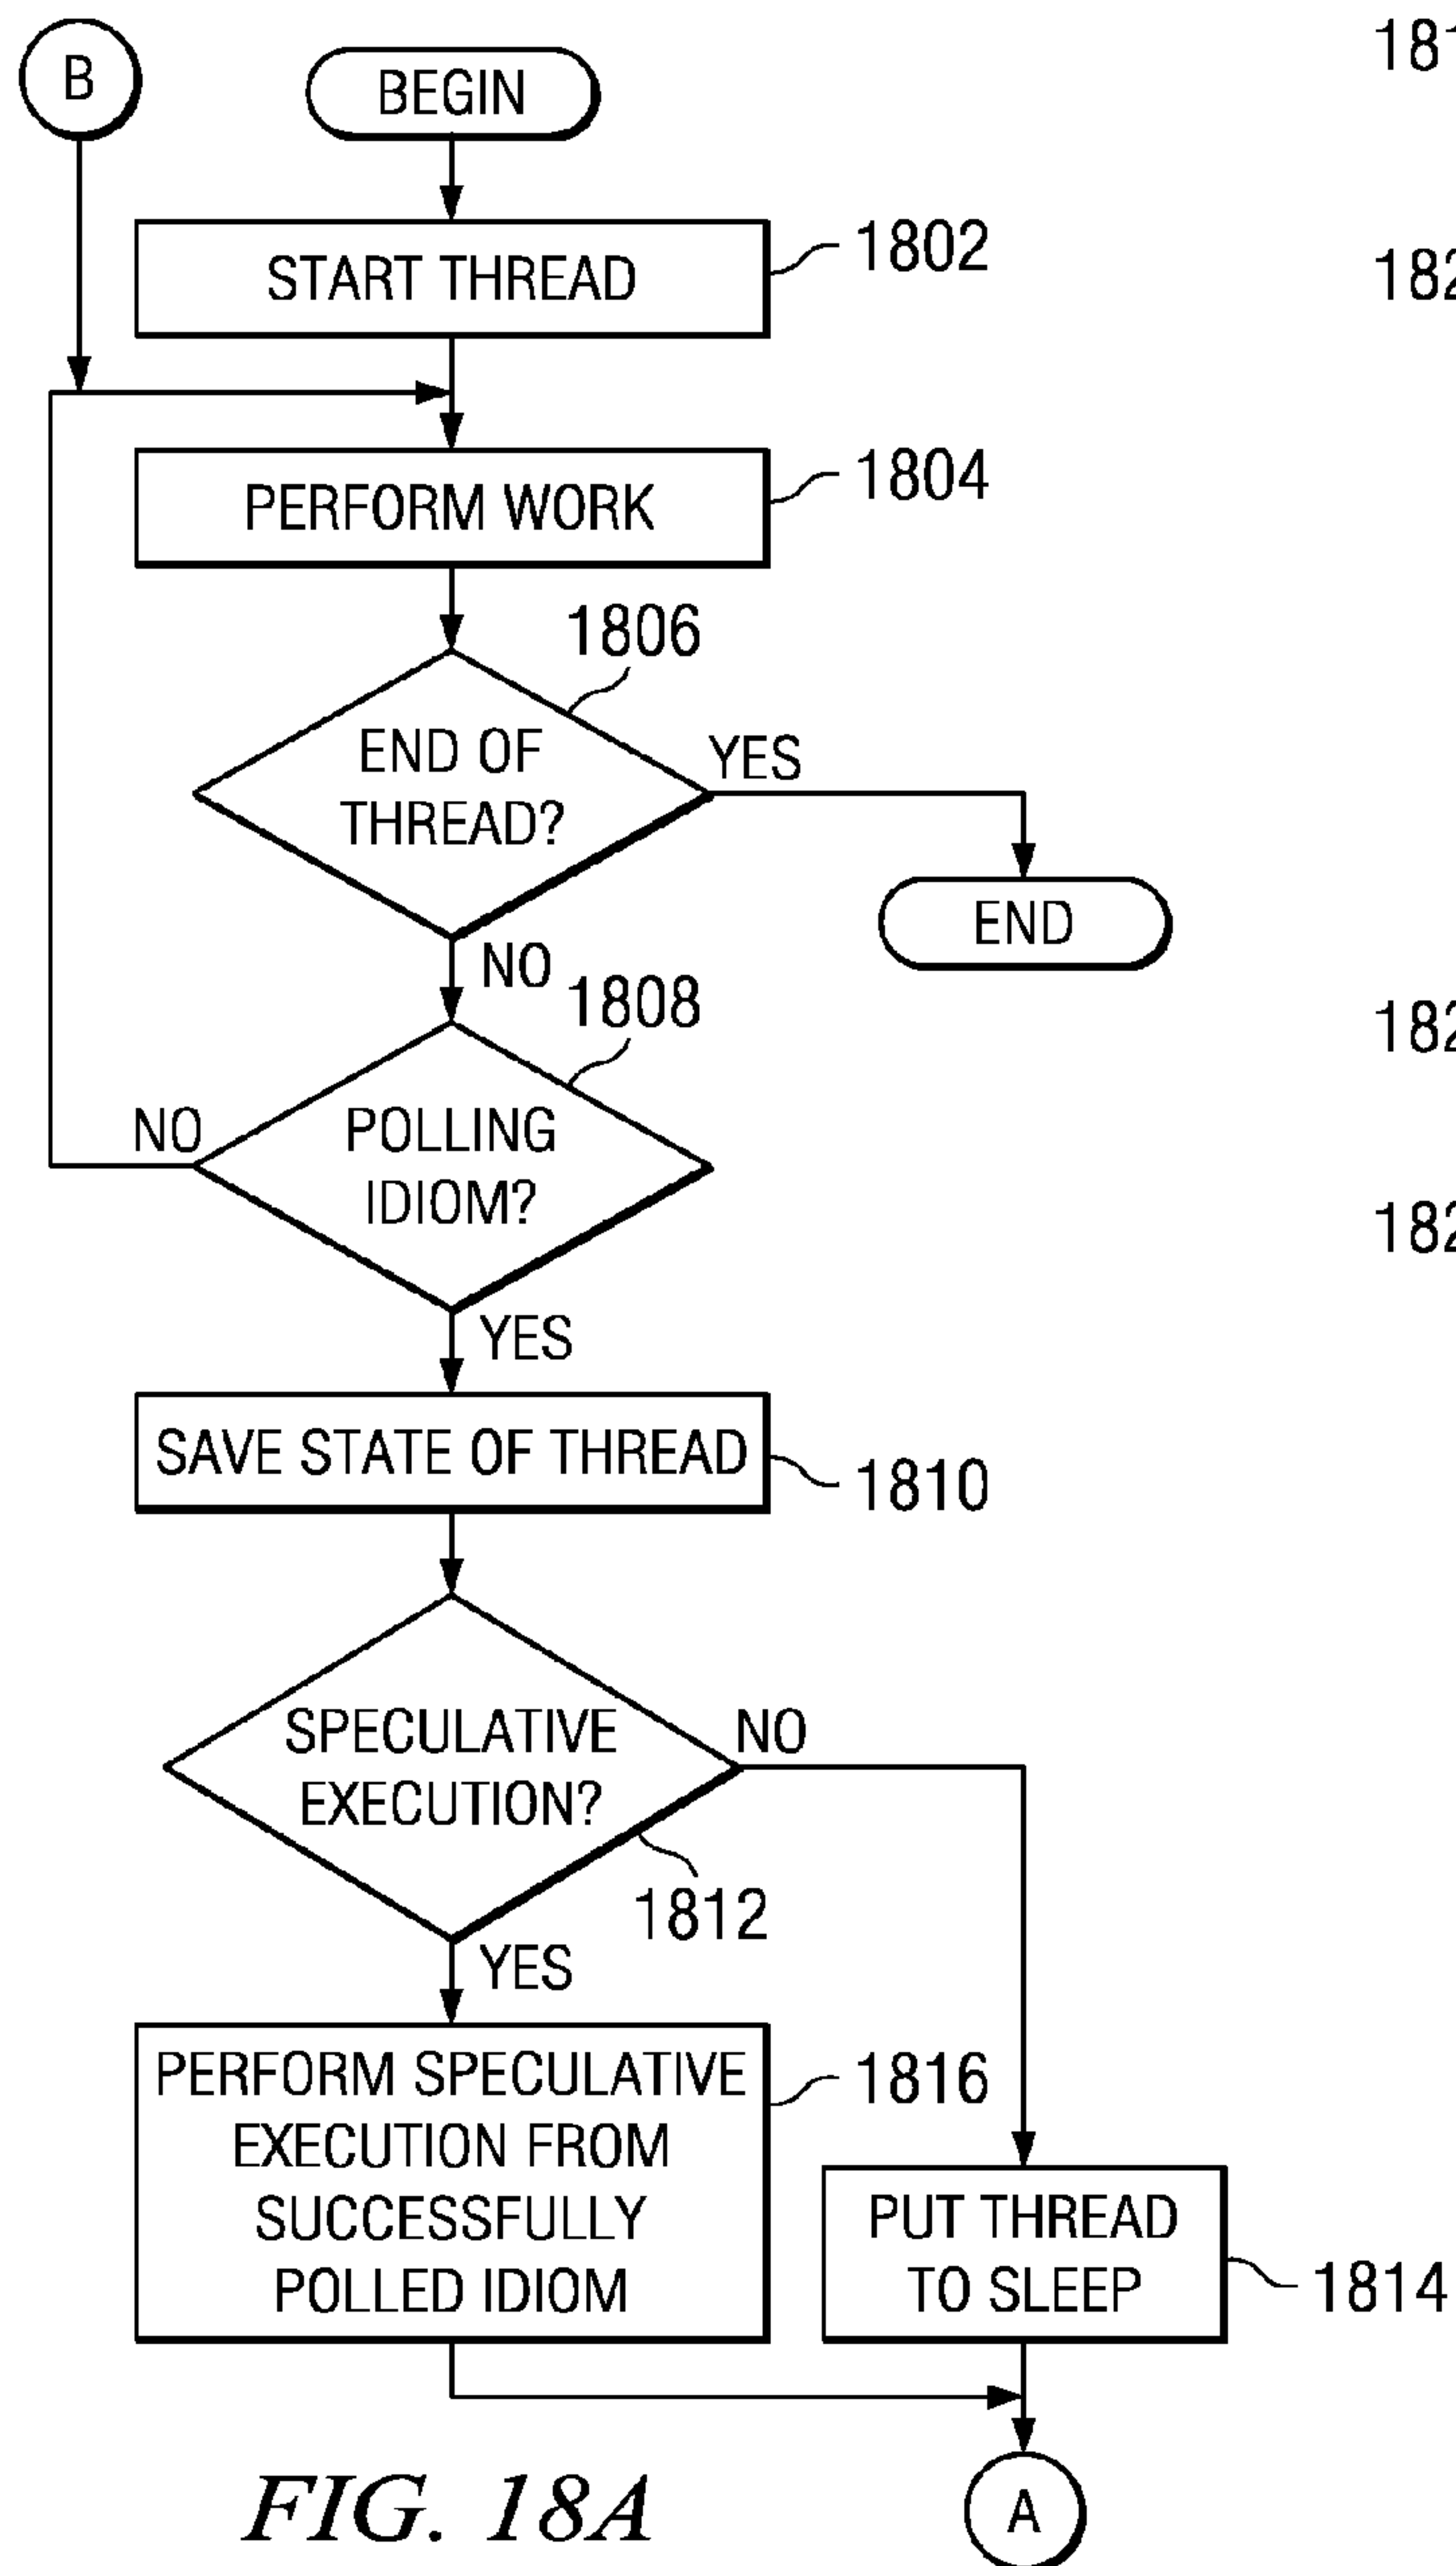 B
BEGIN
START THREAD
1802
PERFORM WORK
1804
1806
END OF
THREAD?
YES
END
NO
1808
POLLING
IDIOM?
NO
YES
SAVE STATE OF THREAD
1810
SPECULATIVE
EXECUTION?
NO
1812
YES
PERFORM SPECULATIVE
EXECUTION FROM
SUCCESSFULLY
POLLED IDIOM
1816
PUT THREAD
TO SLEEP
1814
A
FIG. 18A